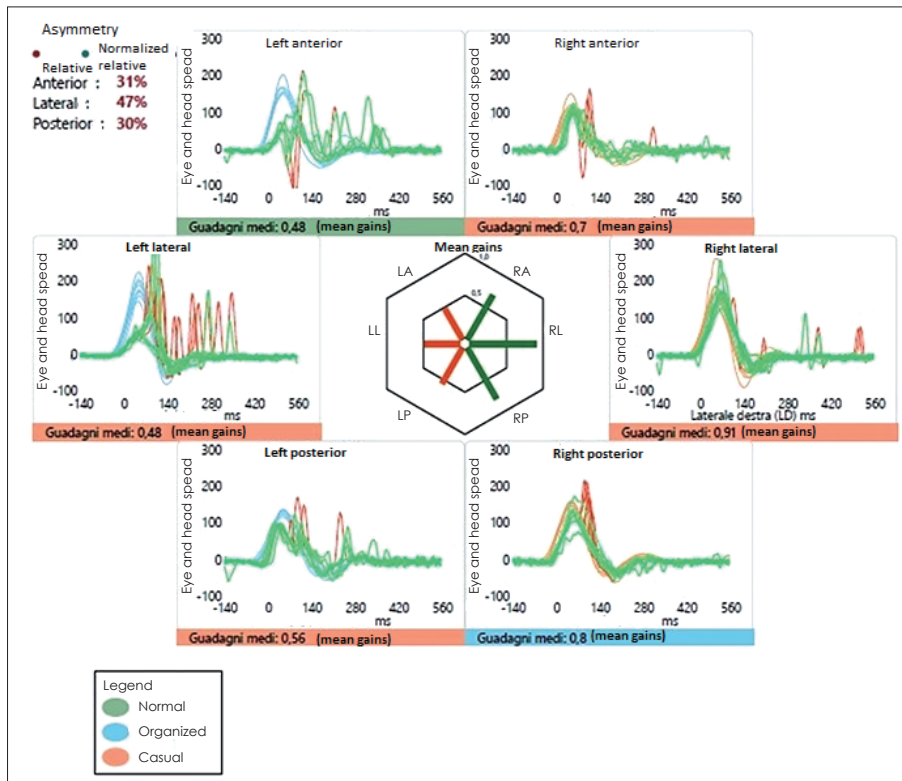 Asymmetry
Normalized
Relative relative
Anterior : 31%
Lateral : 47%
Posterior : 30%
Left anterior
Eye and head spead
300
200
100
0
-100
-140 0 140 280 420 560
ms
Guadagni medi: 0,48 (mean gains)
Right anterior
Eye and head spead
300
200
100
0
-100
-140 0 140 280 420 560
ms
Guadagni medi: 0,7 (mean gains)
Left lateral
Eye and head spead
300
200
100
0
-100
-140 0 140 280 420 560
ms
Guadagni medi: 0,48 (mean gains)
Mean gains
1,0
0,5
LA RA
LL RL
LP RP
Right lateral
Eye and head spead
300
200
100
0
-100
-140 0 140 280 420 560
Laterale destra (LD) ms
Guadagni medi: 0,91 (mean gains)
Left posterior
Eye and head spead
300
200
100
0
-100
-140 0 140 280 420 560
ms
Guadagni medi: 0,56 (mean gains)
Right posterior
Eye and head spead
300
200
100
0
-100
-140 0 140 280 420 560
ms
Guadagni medi: 0,8 (mean gains)
Legend
Normal
Organized
Casual